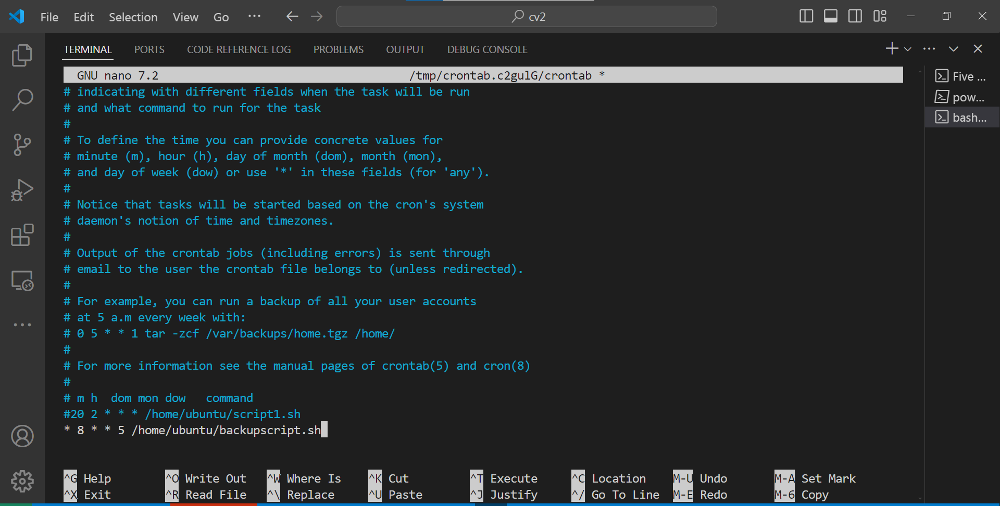 File Edit Selection View Go ··· cv2
TERMINAL PORTS CODE REFERENCE LOG PROBLEMS OUTPUT DEBUG CONSOLE
GNU nano 7.2 /tmp/crontab.c2gulG/crontab *
# indicating with different fields when the task will be run
# and what command to run for the task
#
# To define the time you can provide concrete values for
# minute (m), hour (h), day of month (dom), month (mon),
# and day of week (dow) or use '*' in these fields (for 'any').
#
# Notice that tasks will be started based on the cron's system
# daemon's notion of time and timezones.
#
# Output of the crontab jobs (including errors) is sent through
# email to the user the crontab file belongs to (unless redirected).
#
# For example, you can run a backup of all your user accounts
# at 5 a.m every week with:
# 0 5 * * 1 tar -zcf /var/backups/home.tgz /home/
#
# For more information see the manual pages of crontab(5) and cron(8)
#
# m h  dom mon dow   command
#20 2 * * * /home/ubuntu/script1.sh
* 8 * * 5 /home/ubuntu/backupscript.sh
^G Help ^O Write Out ^W Where Is ^K Cut ^T Execute ^C Location M-U Undo M-A Set Mark
^X Exit ^R Read File ^\ Replace ^U Paste ^J Justify ^/ Go To Line M-E Redo M-6 Copy
Five ...
pow...
bash...